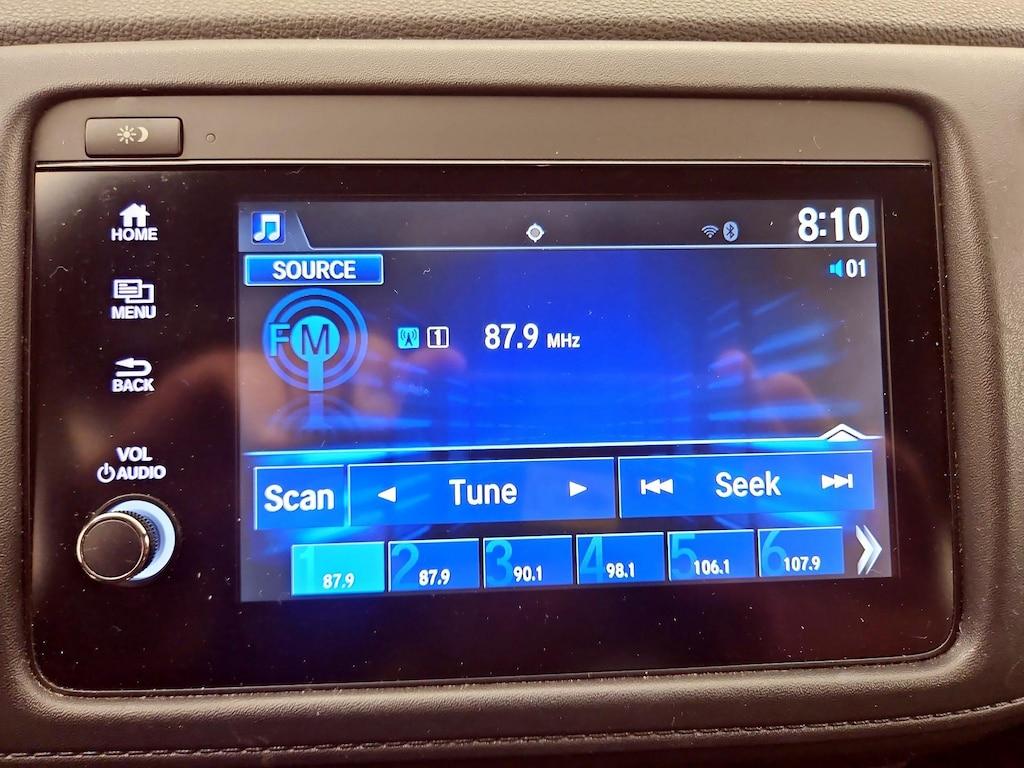 HOME
MENU
BACK
VOL
AUDIO
8:10
SOURCE
01
FM
1 87.9 MHz
Scan Tune Seek
1 87.9 2 87.9 3 90.1 4 98.1 5 106.1 6 107.9